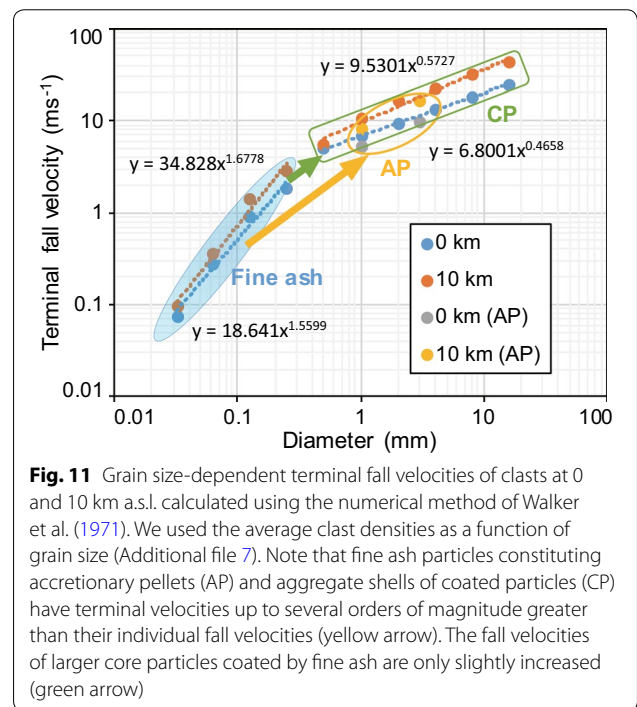 100
10
1
0.1
0.01
Terminal fall velocity (ms⁻¹)
y = 9.5301x^0.5727
CP
y = 6.8001x^0.4658
AP
y = 34.828x^1.6778
Fine ash
y = 18.641x^1.5599
0 km
10 km
0 km (AP)
10 km (AP)
0.01 0.1 1 10 100
Diameter (mm)
Fig. 11 Grain size-dependent terminal fall velocities of clasts at 0
and 10 km a.s.l. calculated using the numerical method of Walker
et al. (1971). We used the average clast densities as a function of
grain size (Additional file 7). Note that fine ash particles constituting
accretionary pellets (AP) and aggregate shells of coated particles (CP)
have terminal velocities up to several orders of magnitude greater
than their individual fall velocities (yellow arrow). The fall velocities
of larger core particles coated by fine ash are only slightly increased
(green arrow)